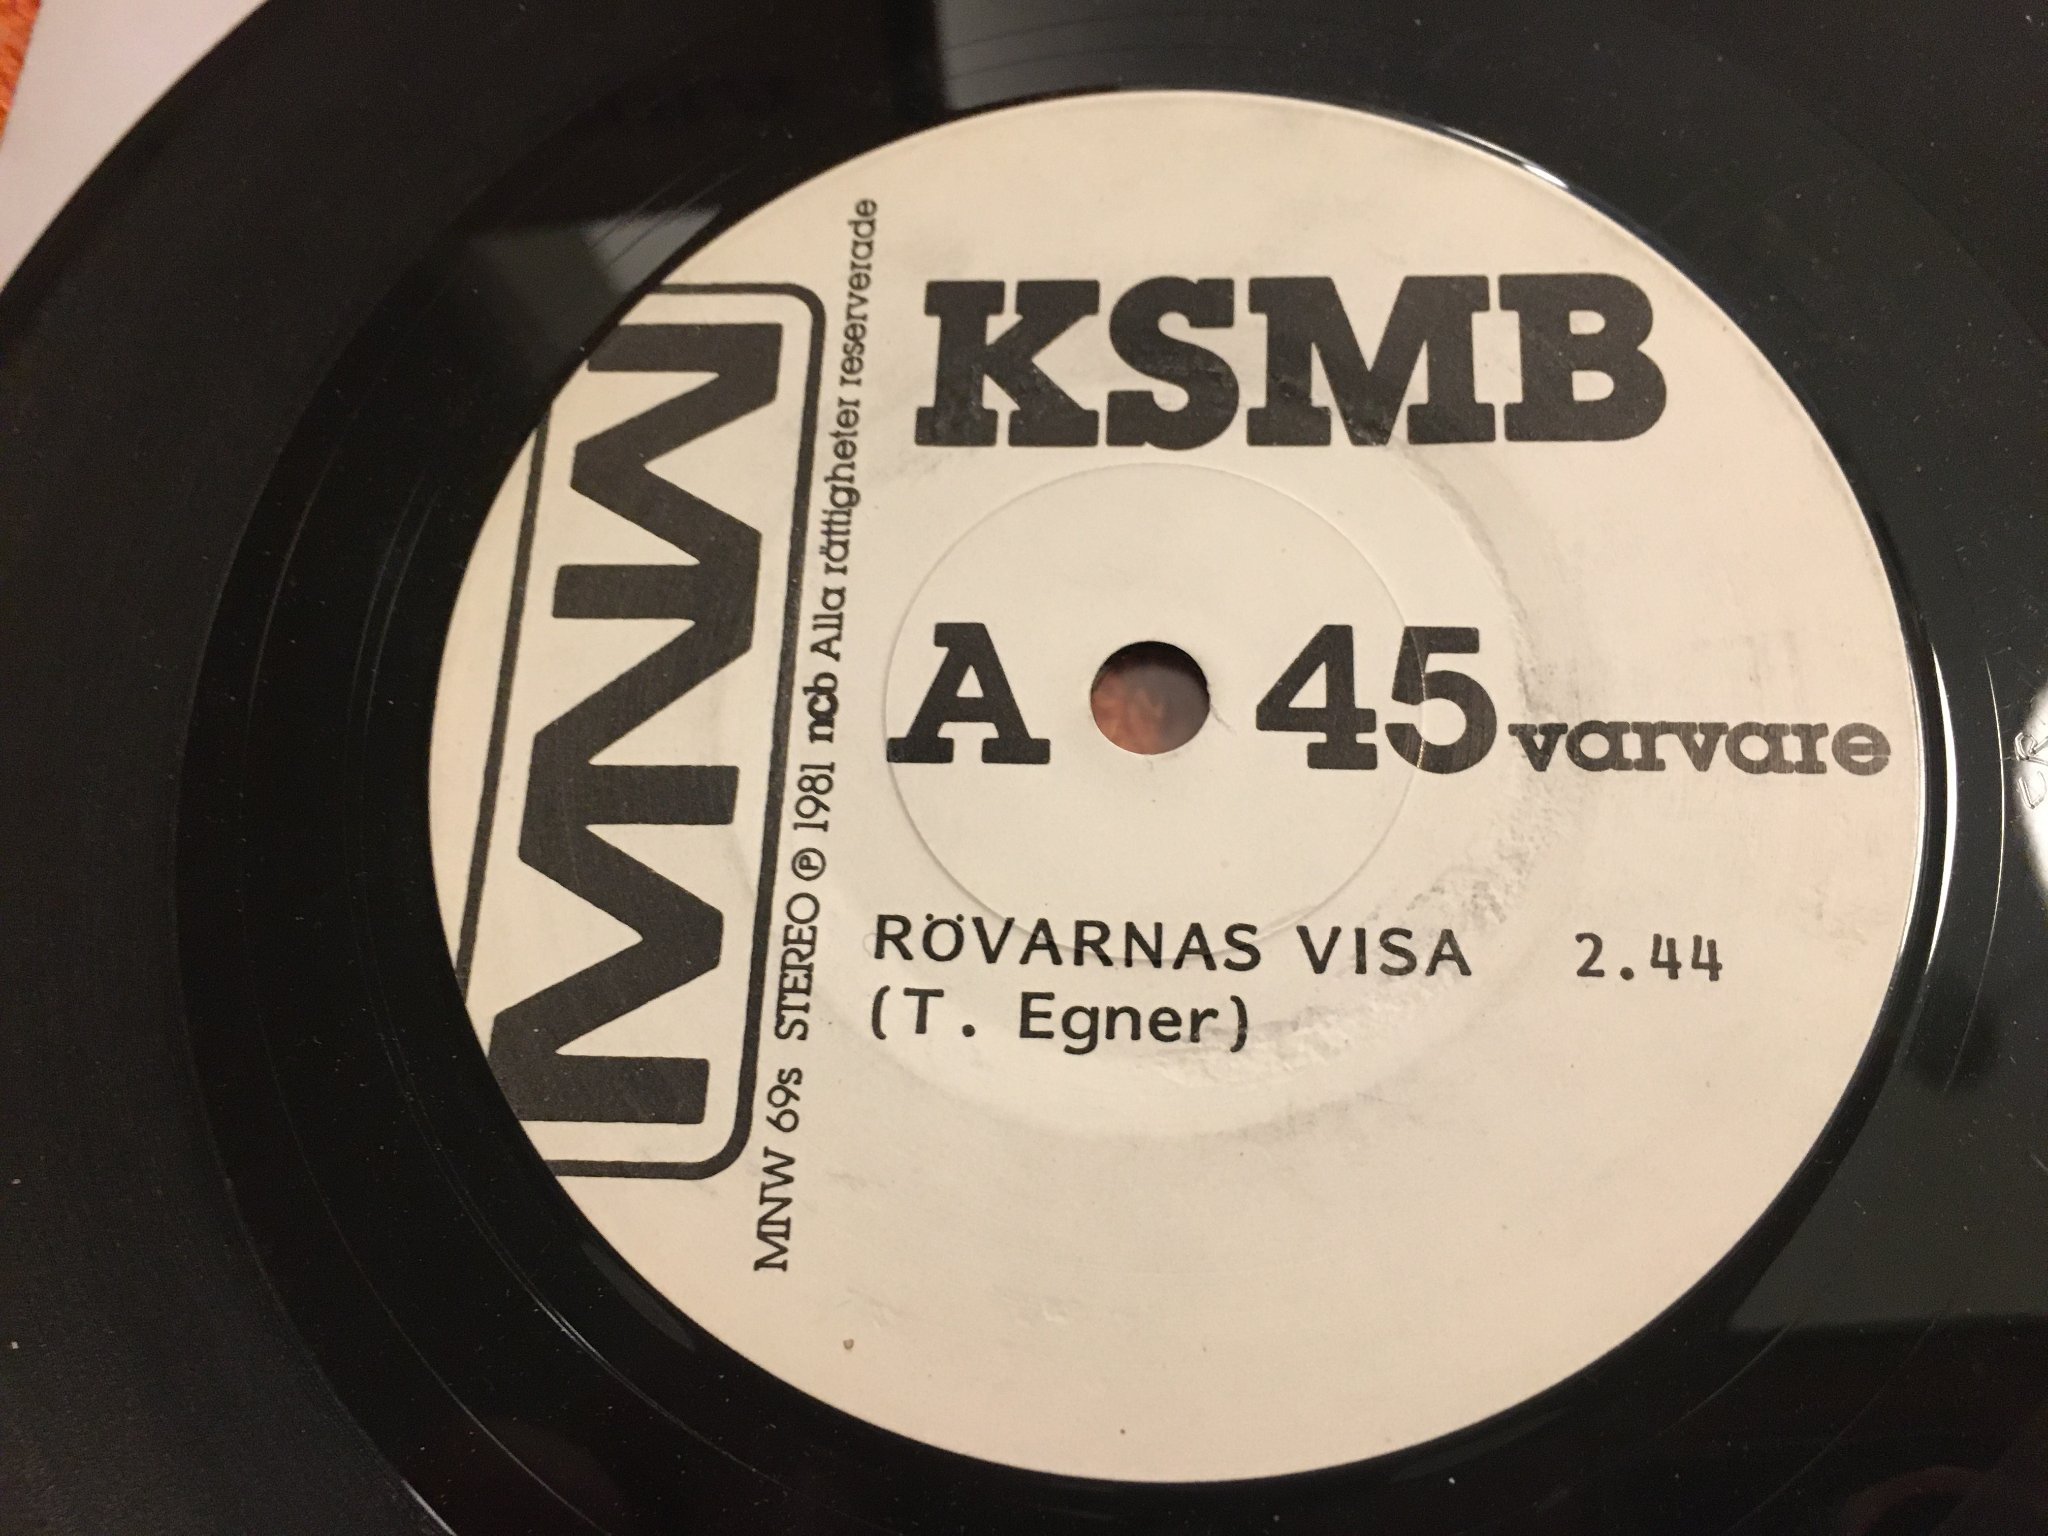 KSMB
A 45 varvare
RÖVARNAS VISA 2.44
(T. Egner)
MNW
MNW 69s STEREO Ⓟ 1981 ncb Alla rättigheter reserverade